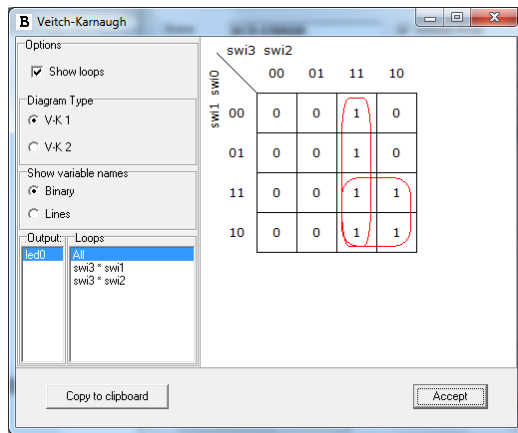 B Veitch-Karnaugh
Options
Show loops
Diagram Type
V-K 1
V-K 2
Show variable names
Binary
Lines
Output:
led0
Loops
All
swi3 * swi1
swi3 * swi2
swi3 swi2
swi1 swi0
00 01 11 10
00 0 0 1 0
01 0 0 1 0
11 0 0 1 1
10 0 0 1 1
Copy to clipboard
Accept